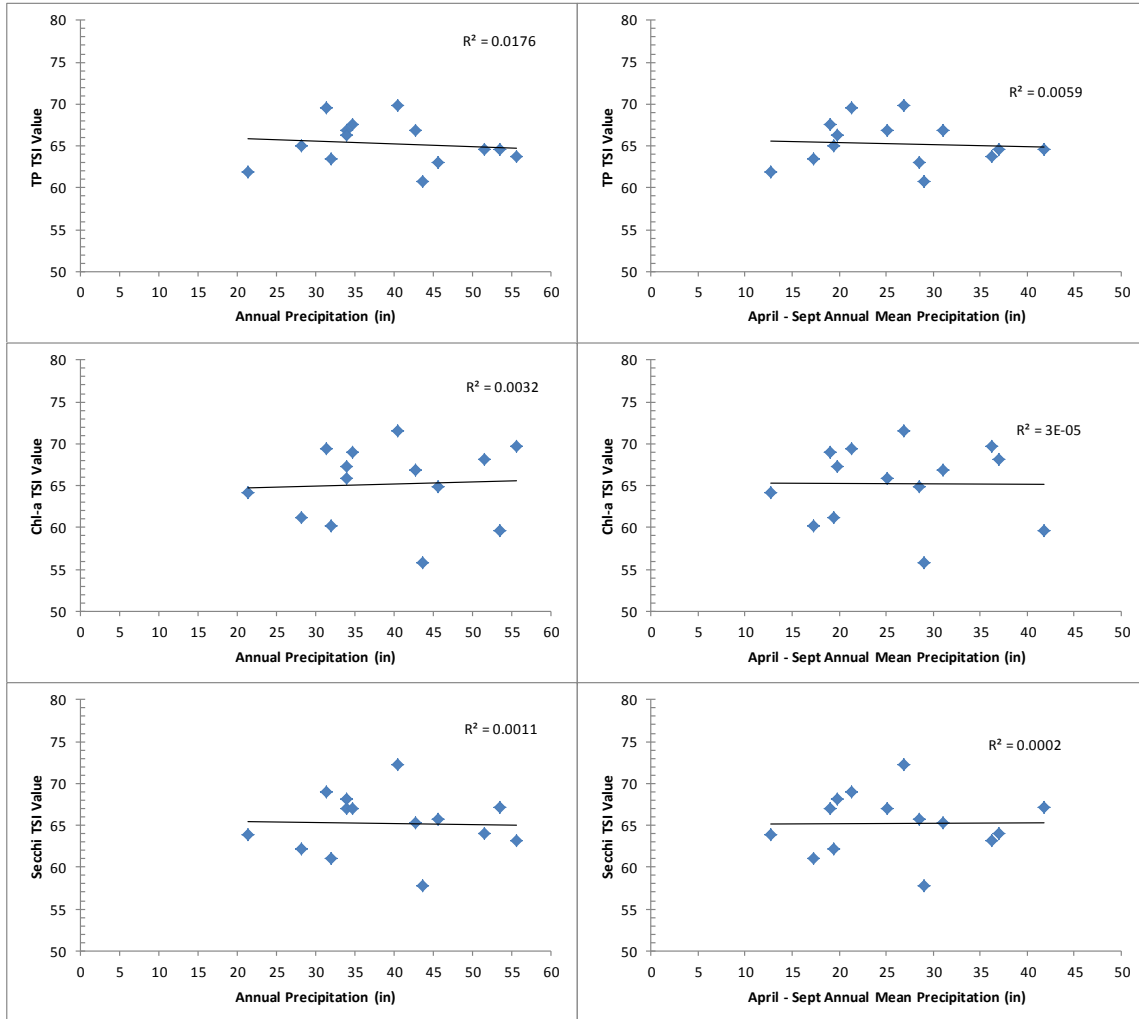 80
75
70
65
60
55
50
TP TSI Value
R² = 0.0176
0 5 10 15 20 25 30 35 40 45 50 55 60
Annual Precipitation (in)
80
75
70
65
60
55
50
TP TSI Value
R² = 0.0059
0 5 10 15 20 25 30 35 40 45 50
April - Sept Annual Mean Precipitation (in)
80
75
70
65
60
55
50
Chl-a TSI Value
R² = 0.0032
0 5 10 15 20 25 30 35 40 45 50 55 60
Annual Precipitation (in)
80
75
70
65
60
55
50
Chl-a TSI Value
R² = 3E-05
0 5 10 15 20 25 30 35 40 45 50
April - Sept Annual Mean Precipitation (in)
80
75
70
65
60
55
50
Secchi TSI Value
R² = 0.0011
0 5 10 15 20 25 30 35 40 45 50 55 60
Annual Precipitation (in)
80
75
70
65
60
55
50
Secchi TSI Value
R² = 0.0002
0 5 10 15 20 25 30 35 40 45 50
April - Sept Annual Mean Precipitation (in)